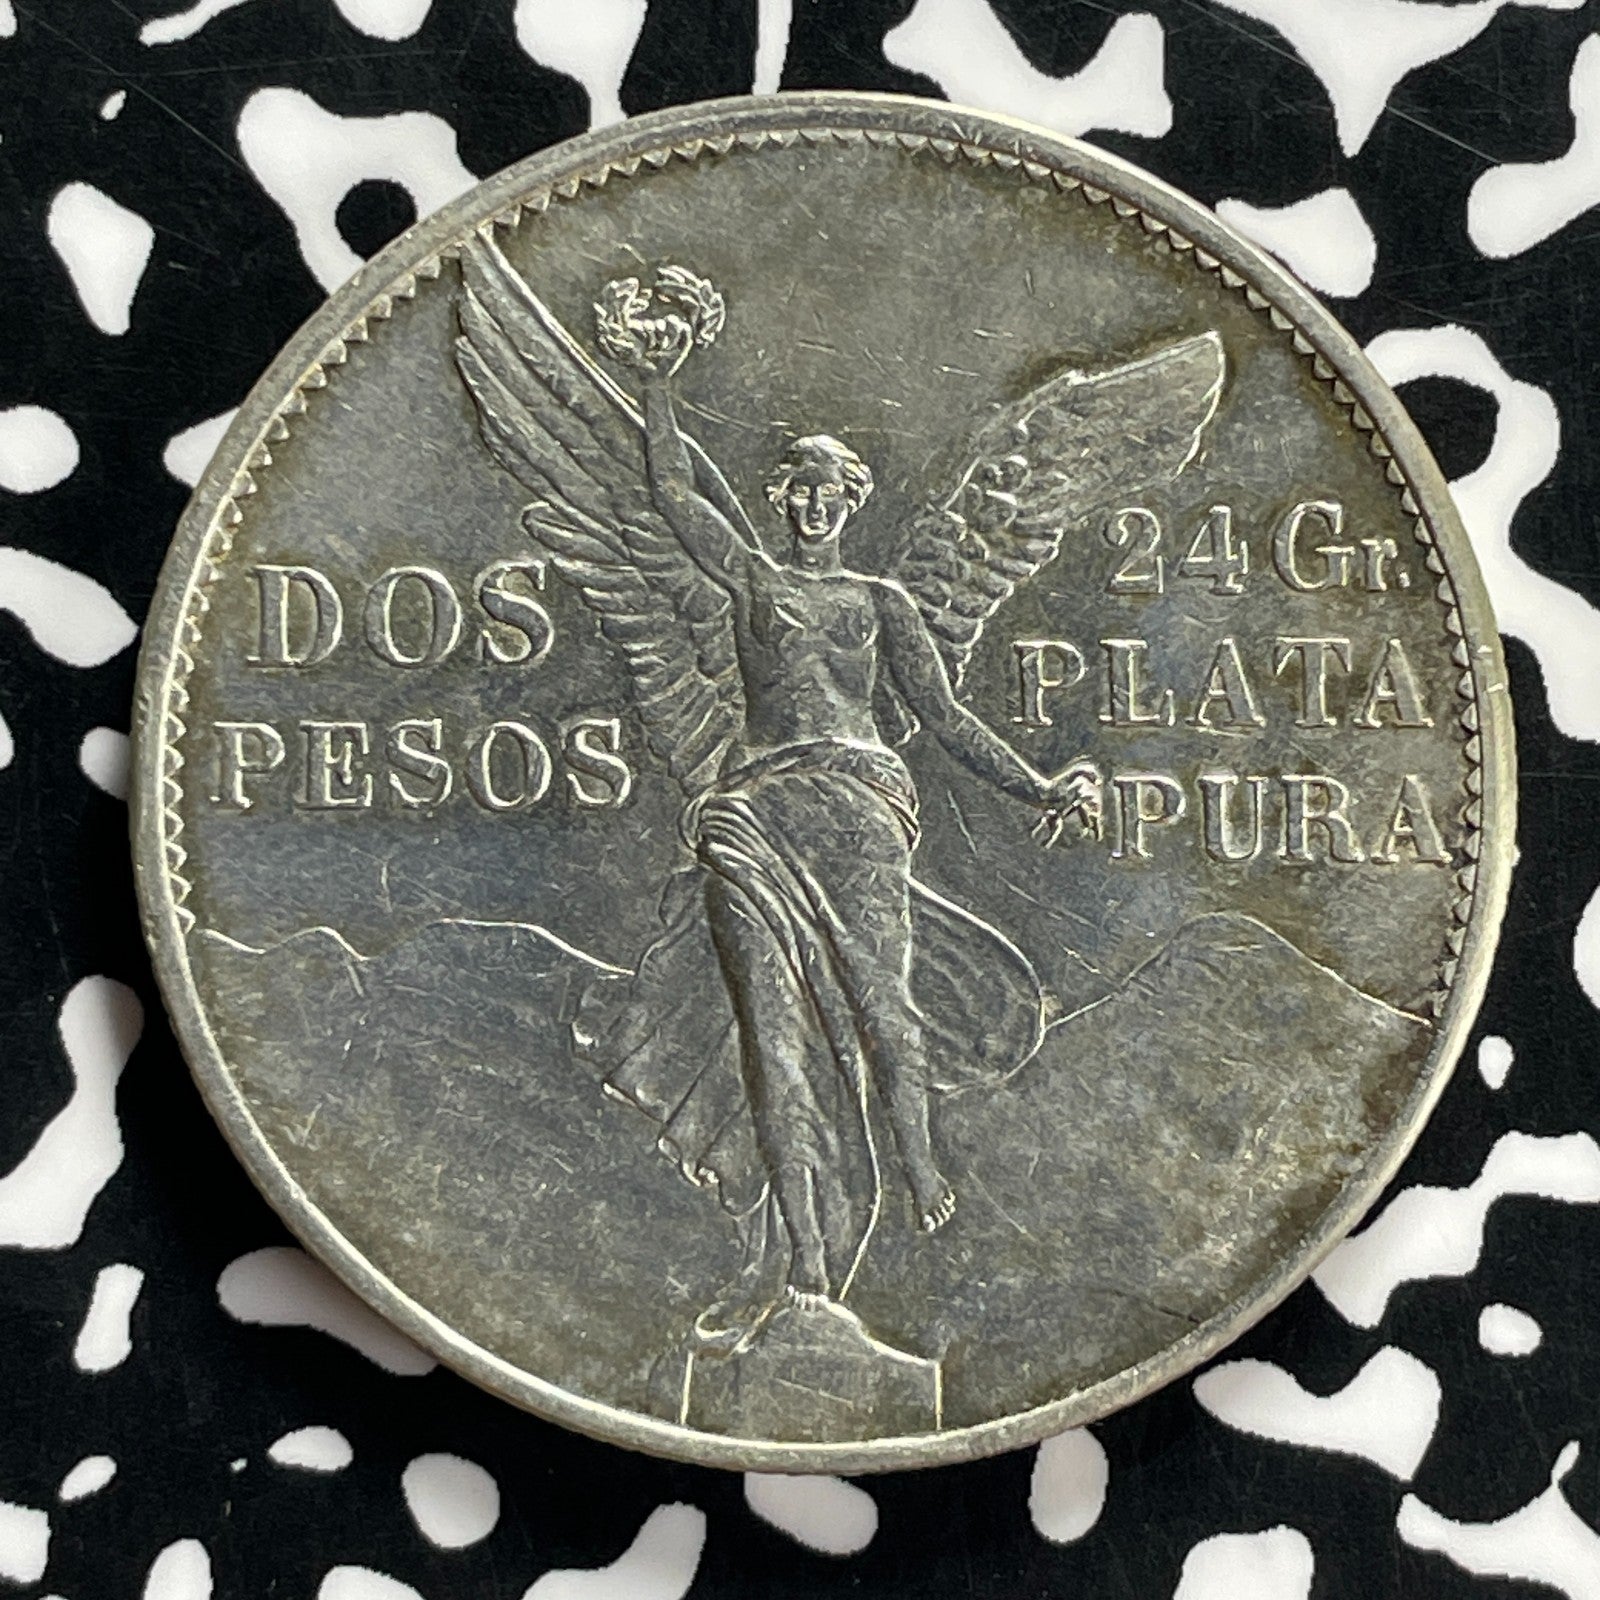 DOS
PESOS
24 Gr.
PLATA
PURA